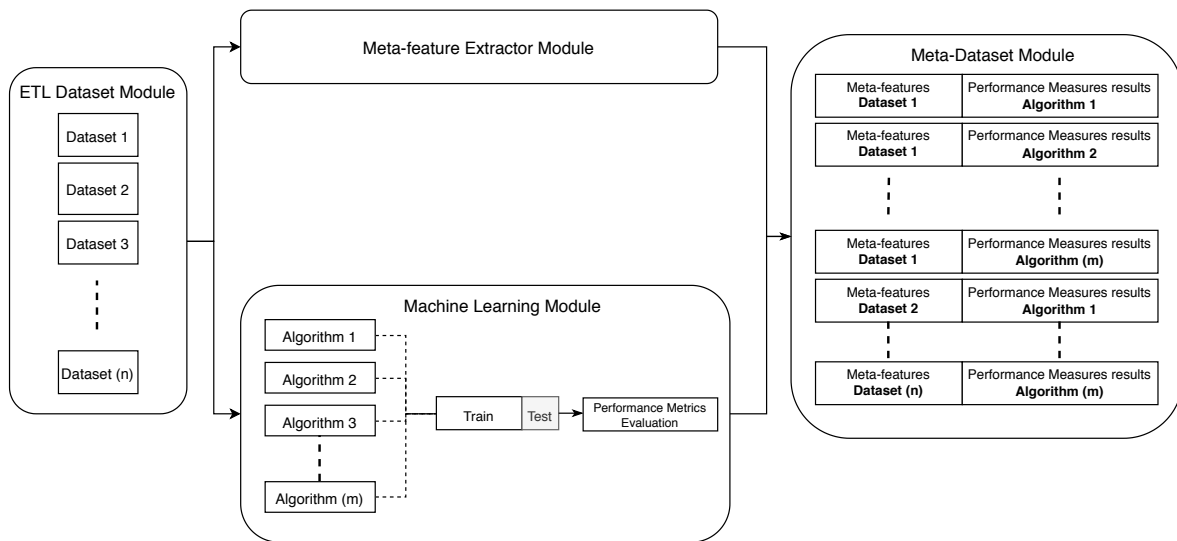 Meta-feature Extractor Module
ETL Dataset Module
Dataset 1
Dataset 2
Dataset 3
Dataset (n)
Machine Learning Module
Algorithm 1
Algorithm 2
Algorithm 3
Algorithm (m)
Train
Test
Performance Metrics
Evaluation
Meta-Dataset Module
Meta-features
Dataset 1
Performance Measures results
Algorithm 1
Meta-features
Dataset 1
Performance Measures results
Algorithm 2
Meta-features
Dataset 1
Performance Measures results
Algorithm (m)
Meta-features
Dataset 2
Performance Measures results
Algorithm 1
Meta-features
Dataset (n)
Performance Measures results
Algorithm (m)